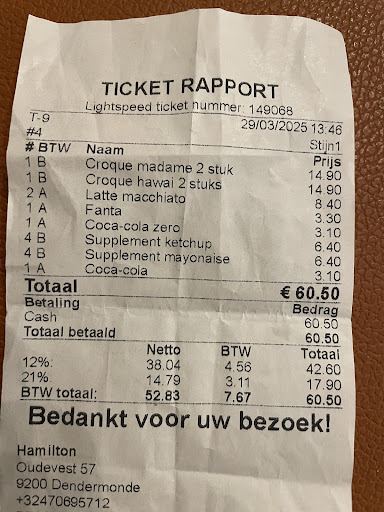 TICKET RAPPORT
Lightspeed ticket nummer: 149068
T-9 29/03/2025 13:46
#4 Stijn1
# BTW Naam Prijs
1 B Croque madame 2 stuk 14.90
1 B Croque hawai 2 stuks 14.90
2 A Latte macchiato 8.40
1 A Fanta 3.30
1 A Coca-cola zero 3.10
4 B Supplement ketchup 6.40
4 B Supplement mayonaise 6.40
1 A Coca-cola 3.10
Totaal € 60.50
Betaling Bedrag
Cash 60.50
Totaal betaald 60.50
Netto BTW Totaal
12%: 38.04 4.56 42.60
21%: 14.79 3.11 17.90
BTW totaal: 52.83 7.67 60.50
Bedankt voor uw bezoek!
Hamilton
Oudevest 57
9200 Dendermonde
+32470695712